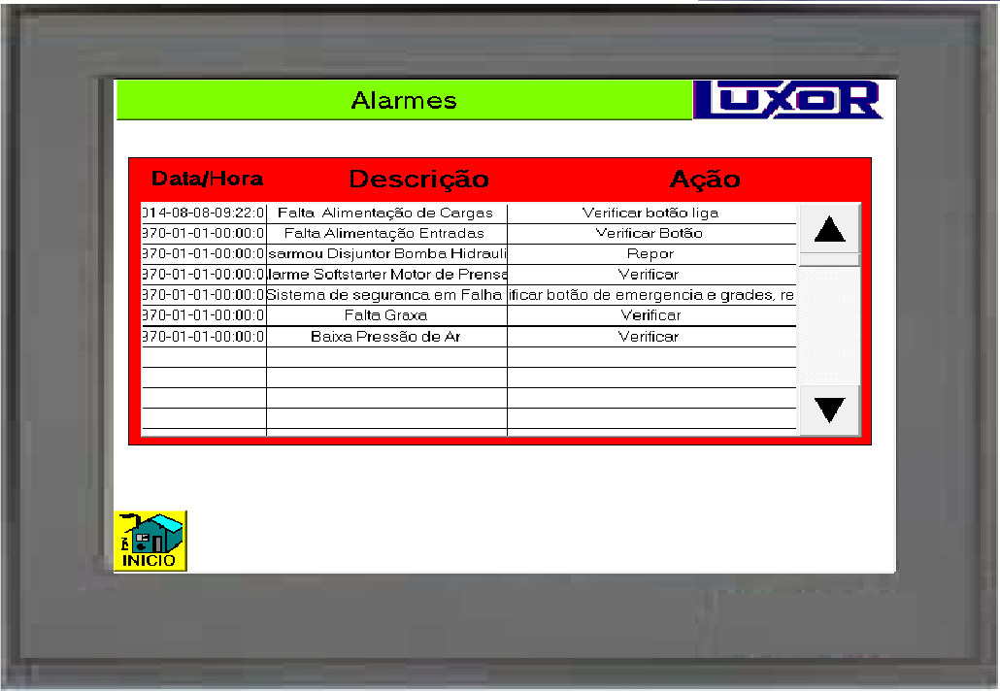 Alarmes
LUXOR
Data/Hora Descrição Ação
014-08-08-09:22:0 Falta Alimentação de Cargas Verificar botão liga
970-01-01-00:00:0 Falta Alimentação Entradas Verificar Botão
970-01-01-00:00:0 sarmou Disjuntor Bomba Hidrauli Repor
970-01-01-00:00:0 larme Softstarter Motor de Prensa Verificar
970-01-01-00:00:0 Sistema de seguranca em Falha ificar botão de emergencia e grades, re
970-01-01-00:00:0 Falta Graxa Verificar
970-01-01-00:00:0 Baixa Pressão de Ar Verificar
INICIO